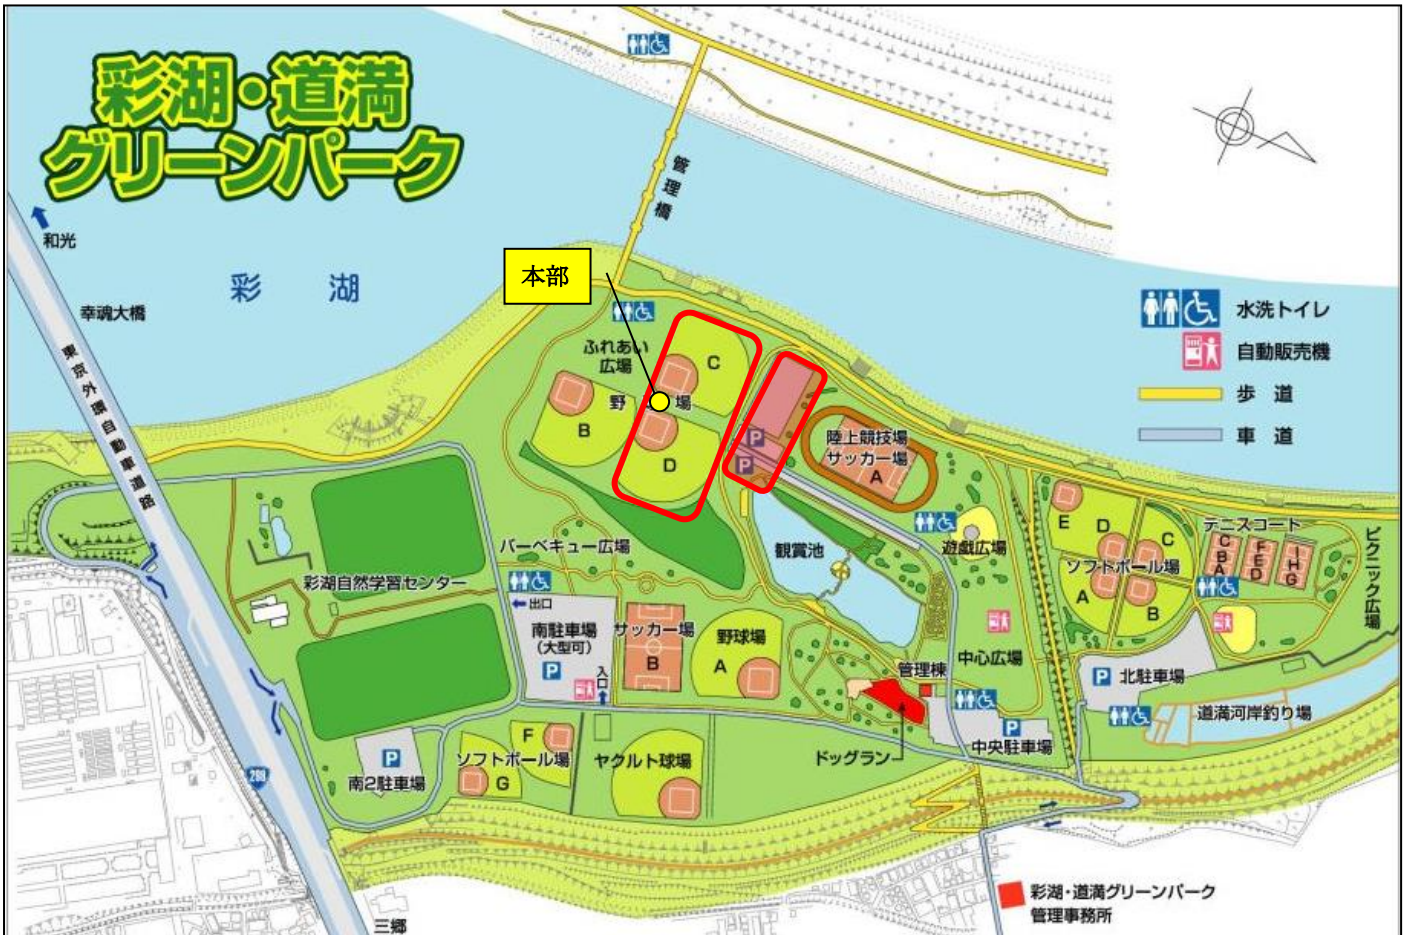 彩湖・道満
グリーンパーク
和光
彩 湖
幸魂大橋
東京外環自動車道路
管理橋
本部
水洗トイレ
自動販売機
歩 道
車 道
ふれあい
広場
野 場
C
B
D
P
P
陸上競技場
サッカー場
A
観賞池
遊戯広場
E
D
C
ソフトボール場
A
B
テニスコート
C
B
A
F
E
D
I
H
G
ピクニック広場
バーベキュー広場
彩湖自然学習センター
出口
南駐車場
(大型可)
P
入口
サッカー場
B
野球場
A
管理棟
中心広場
P 北駐車場
道満河岸釣り場
P
中央駐車場
ドッグラン
P
南2駐車場
F
ソフトボール場
G
ヤクルト球場
298
三郷
彩湖・道満グリーンパーク
管理事務所